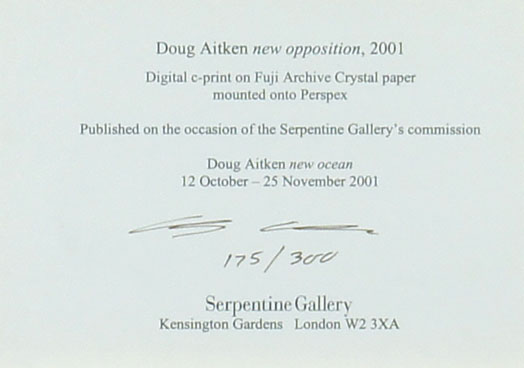 Doug Aitken new opposition, 2001
Digital c-print on Fuji Archive Crystal paper
mounted onto Perspex
Published on the occasion of the Serpentine Gallery's commission
Doug Aitken new ocean
12 October – 25 November 2001
175/300
Serpentine Gallery
Kensington Gardens London W2 3XA